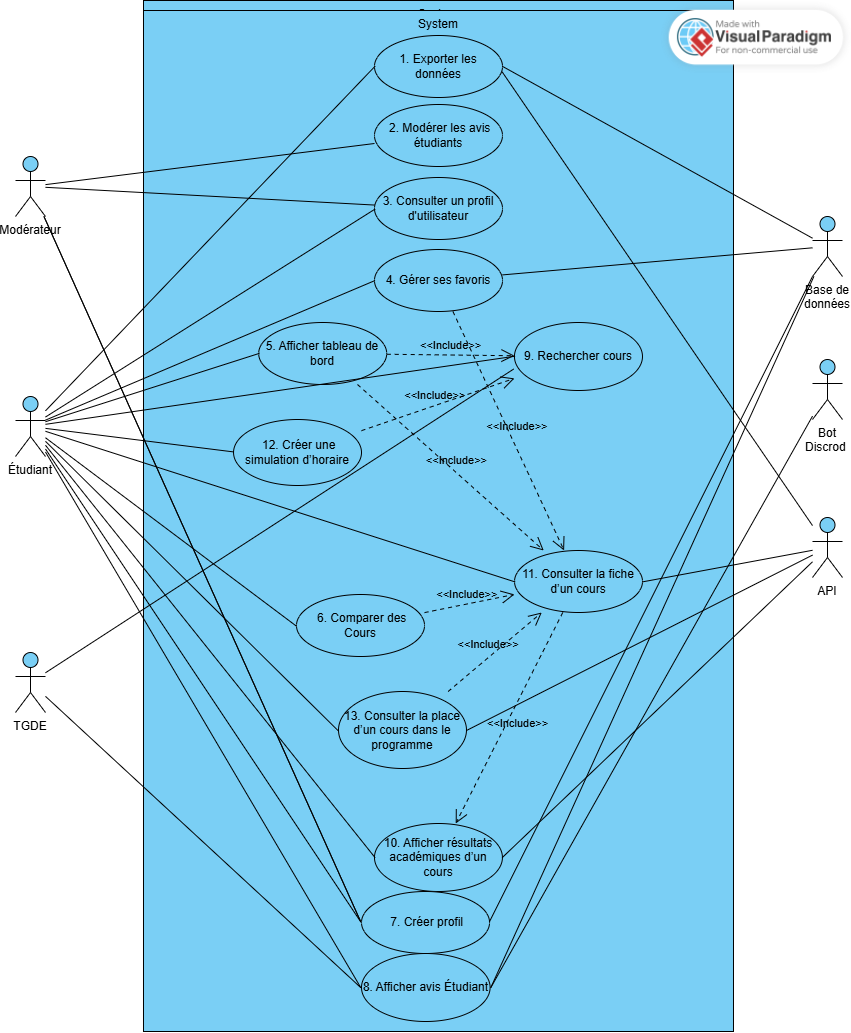 System
Made with
Visual Paradigm
For non-commercial use
1. Exporter les
données
2. Modérer les avis
étudiants
Modérateur
3. Consulter un profil
d'utilisateur
4. Gérer ses favoris
Base de
données
5. Afficher tableau de
bord
<<Include>>
9. Rechercher cours
<<Include>>
<<Include>>
Bot
Discrod
12. Créer une
simulation d'horaire
<<Include>>
Étudiant
11. Consulter la fiche
d'un cours
API
<<Include>>
6. Comparer des
Cours
<<Include>>
13. Consulter la place
d'un cours dans le
programme
<<Include>>
TGDE
10. Afficher résultats
académiques d'un
cours
7. Créer profil
8. Afficher avis Étudiant